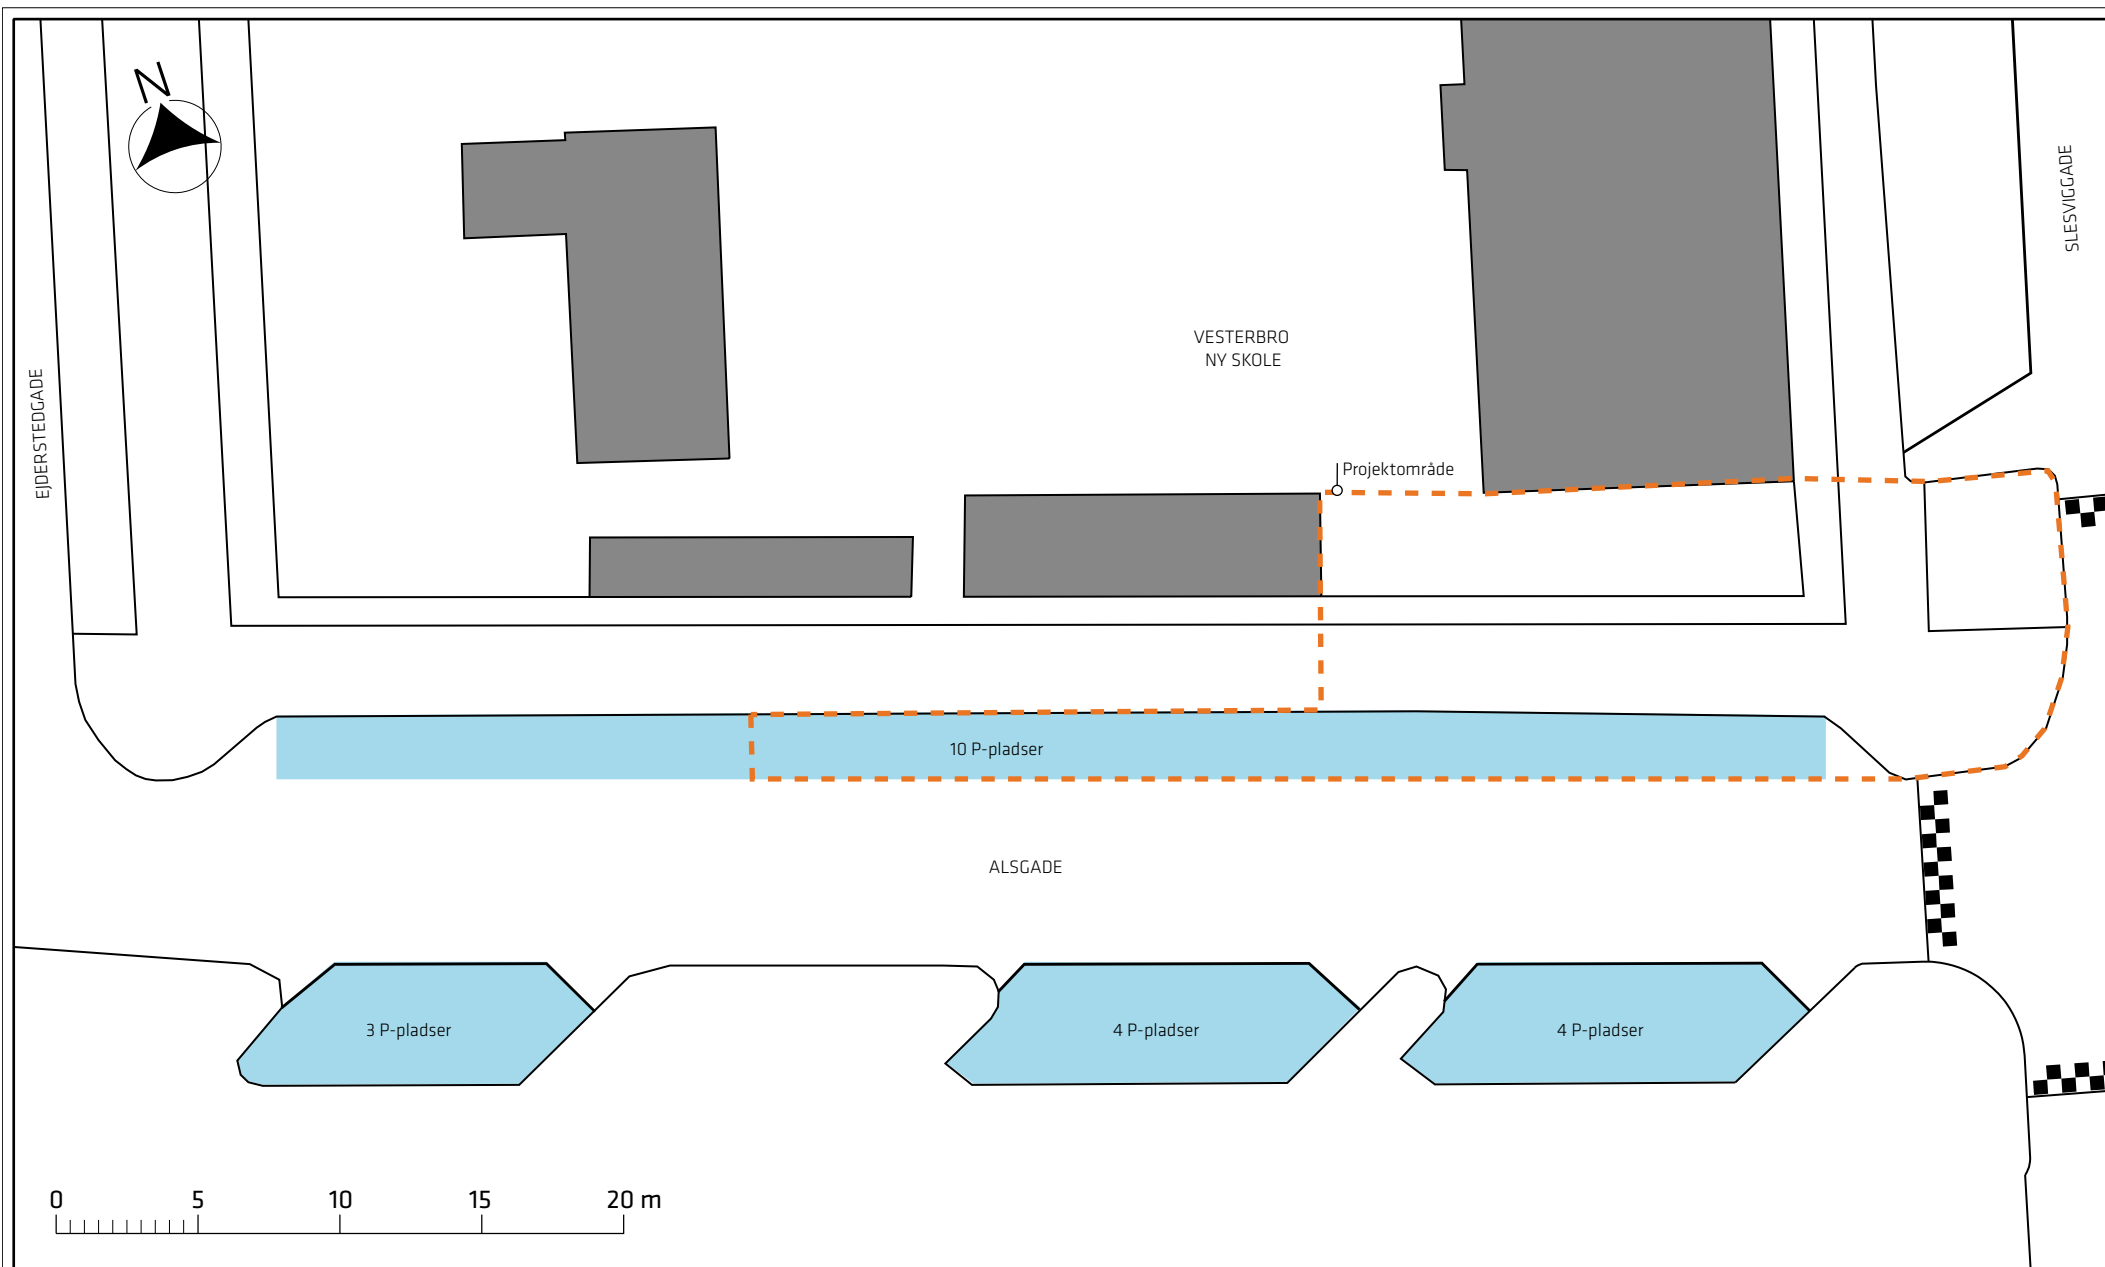 N
SLESVIGGADE
VESTERBRO
NY SKOLE
EJDERSTEDGADE
Projektområde
10 P-pladser
ALSGADE
3 P-pladser
4 P-pladser
4 P-pladser
0 5 10 15 20 m